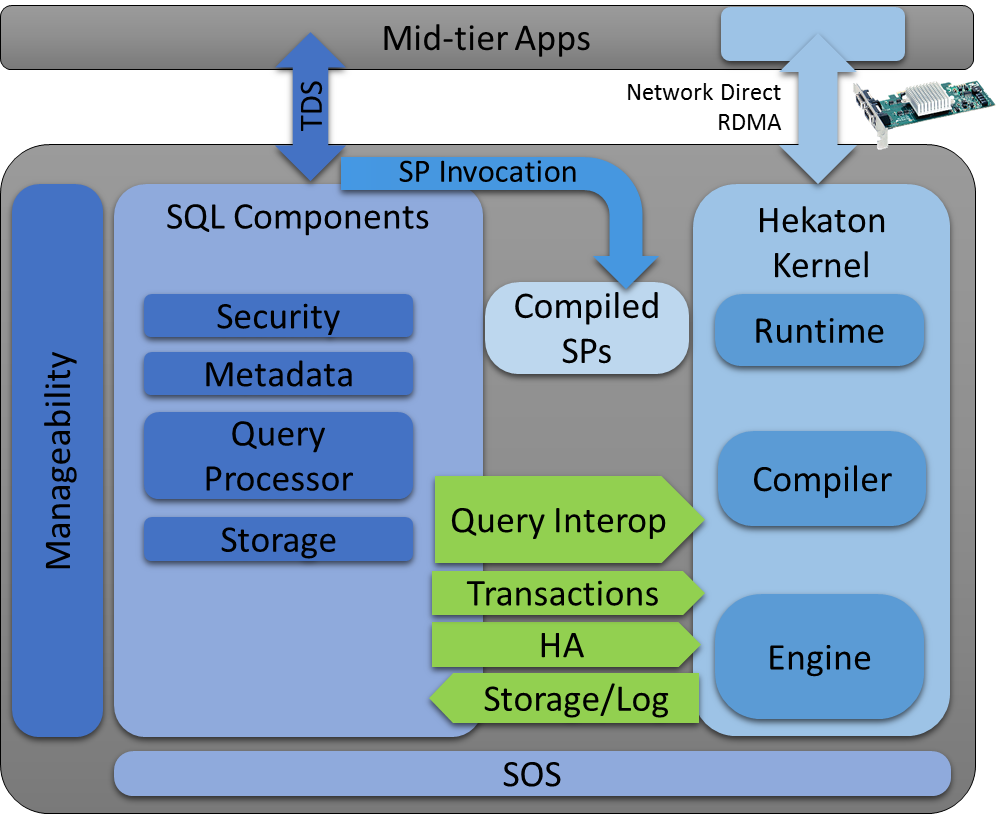 Mid-tier Apps
TDS
Network Direct
RDMA
SP Invocation
Manageability
SQL Components
Security
Metadata
Query
Processor
Storage
Compiled
SPs
Hekaton
Kernel
Runtime
Compiler
Engine
Query Interop
Transactions
HA
Storage/Log
SOS